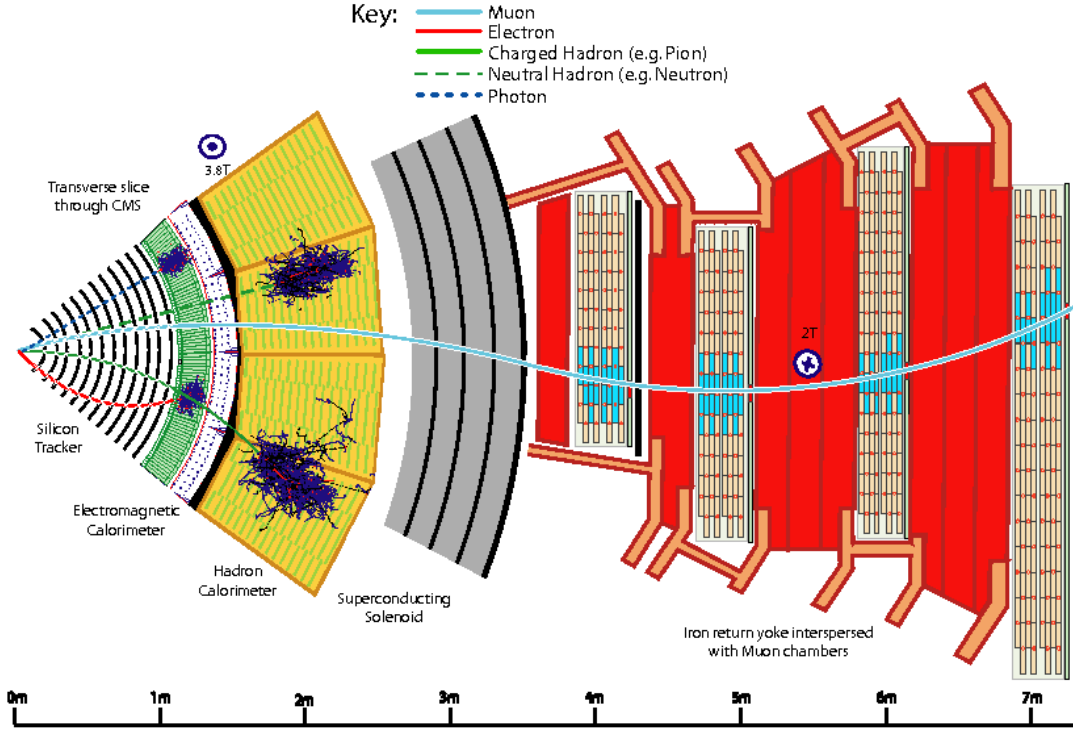 Key:
Muon
Electron
Charged Hadron (e.g. Pion)
Neutral Hadron (e.g. Neutron)
Photon
3.8T
Transverse slice
through CMS
2T
Silicon
Tracker
Electromagnetic
Calorimeter
Hadron
Calorimeter
Superconducting
Solenoid
Iron return yoke interspersed
with Muon chambers
0m 1m 2m 3m 4m 5m 6m 7m